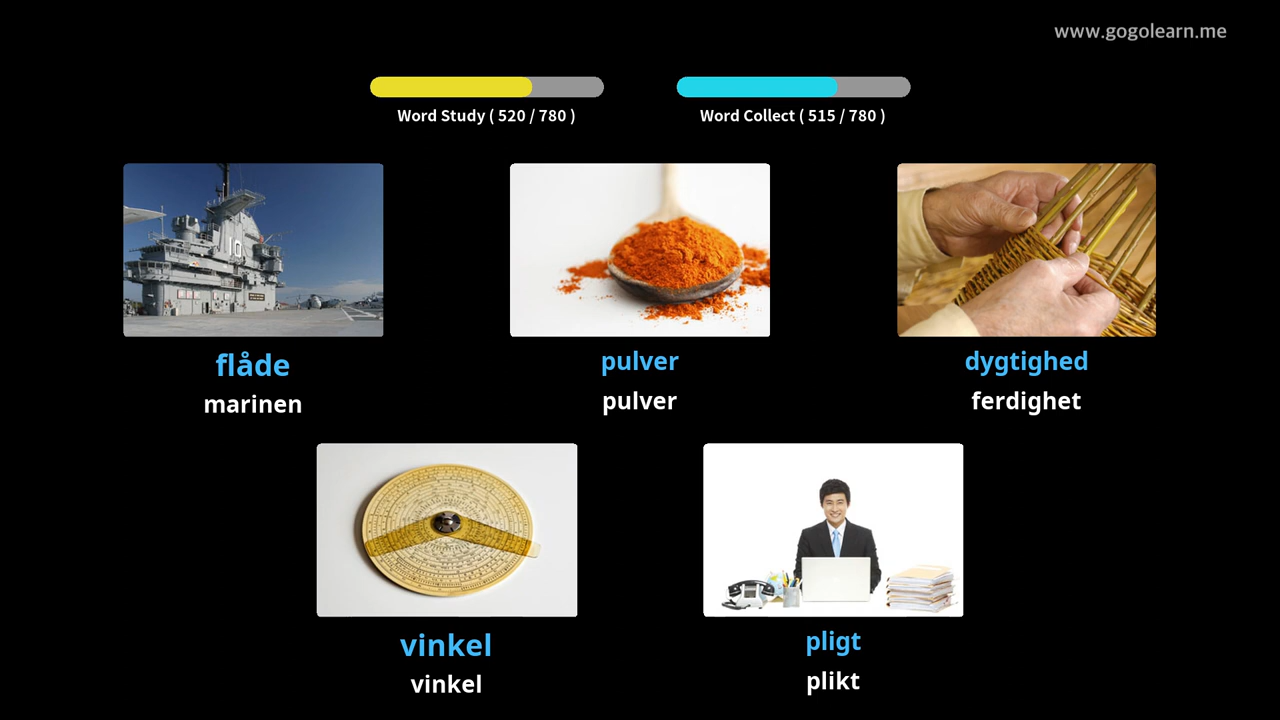 www.gogolearn.me
Word Study ( 520 / 780 )
Word Collect ( 515 / 780 )
10
flåde
marinen
pulver
pulver
dygtighed
ferdighet
vinkel
vinkel
pligt
plikt